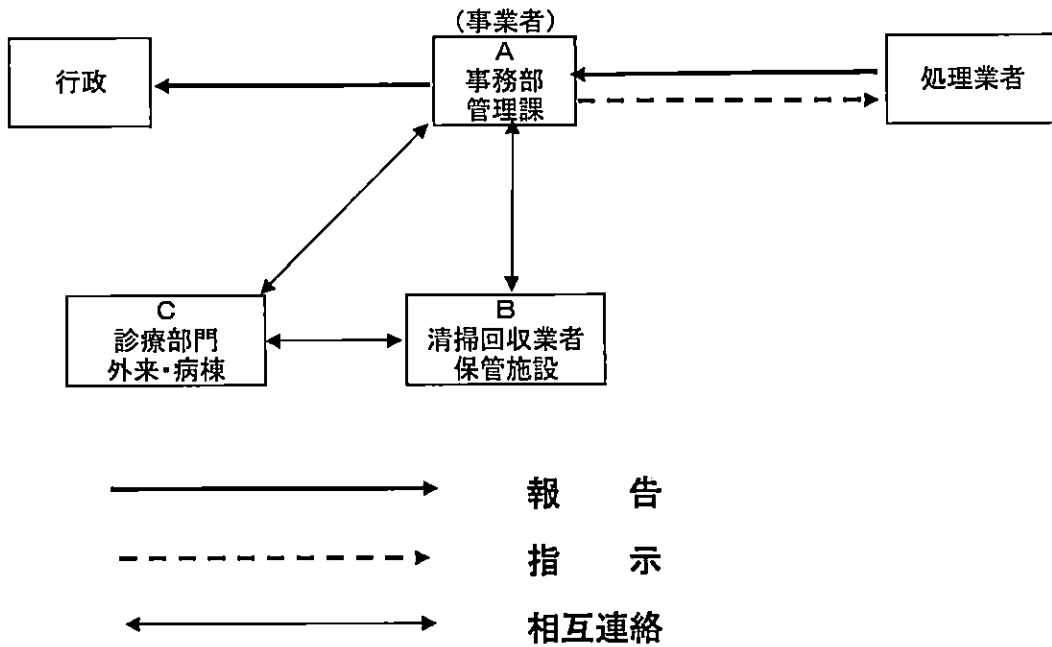 (事業者)
行政
A
事務部
管理課
処理業者
C
診療部門
外来・病棟
B
清掃回収業者
保管施設
報　　告
指　　示
相互連絡